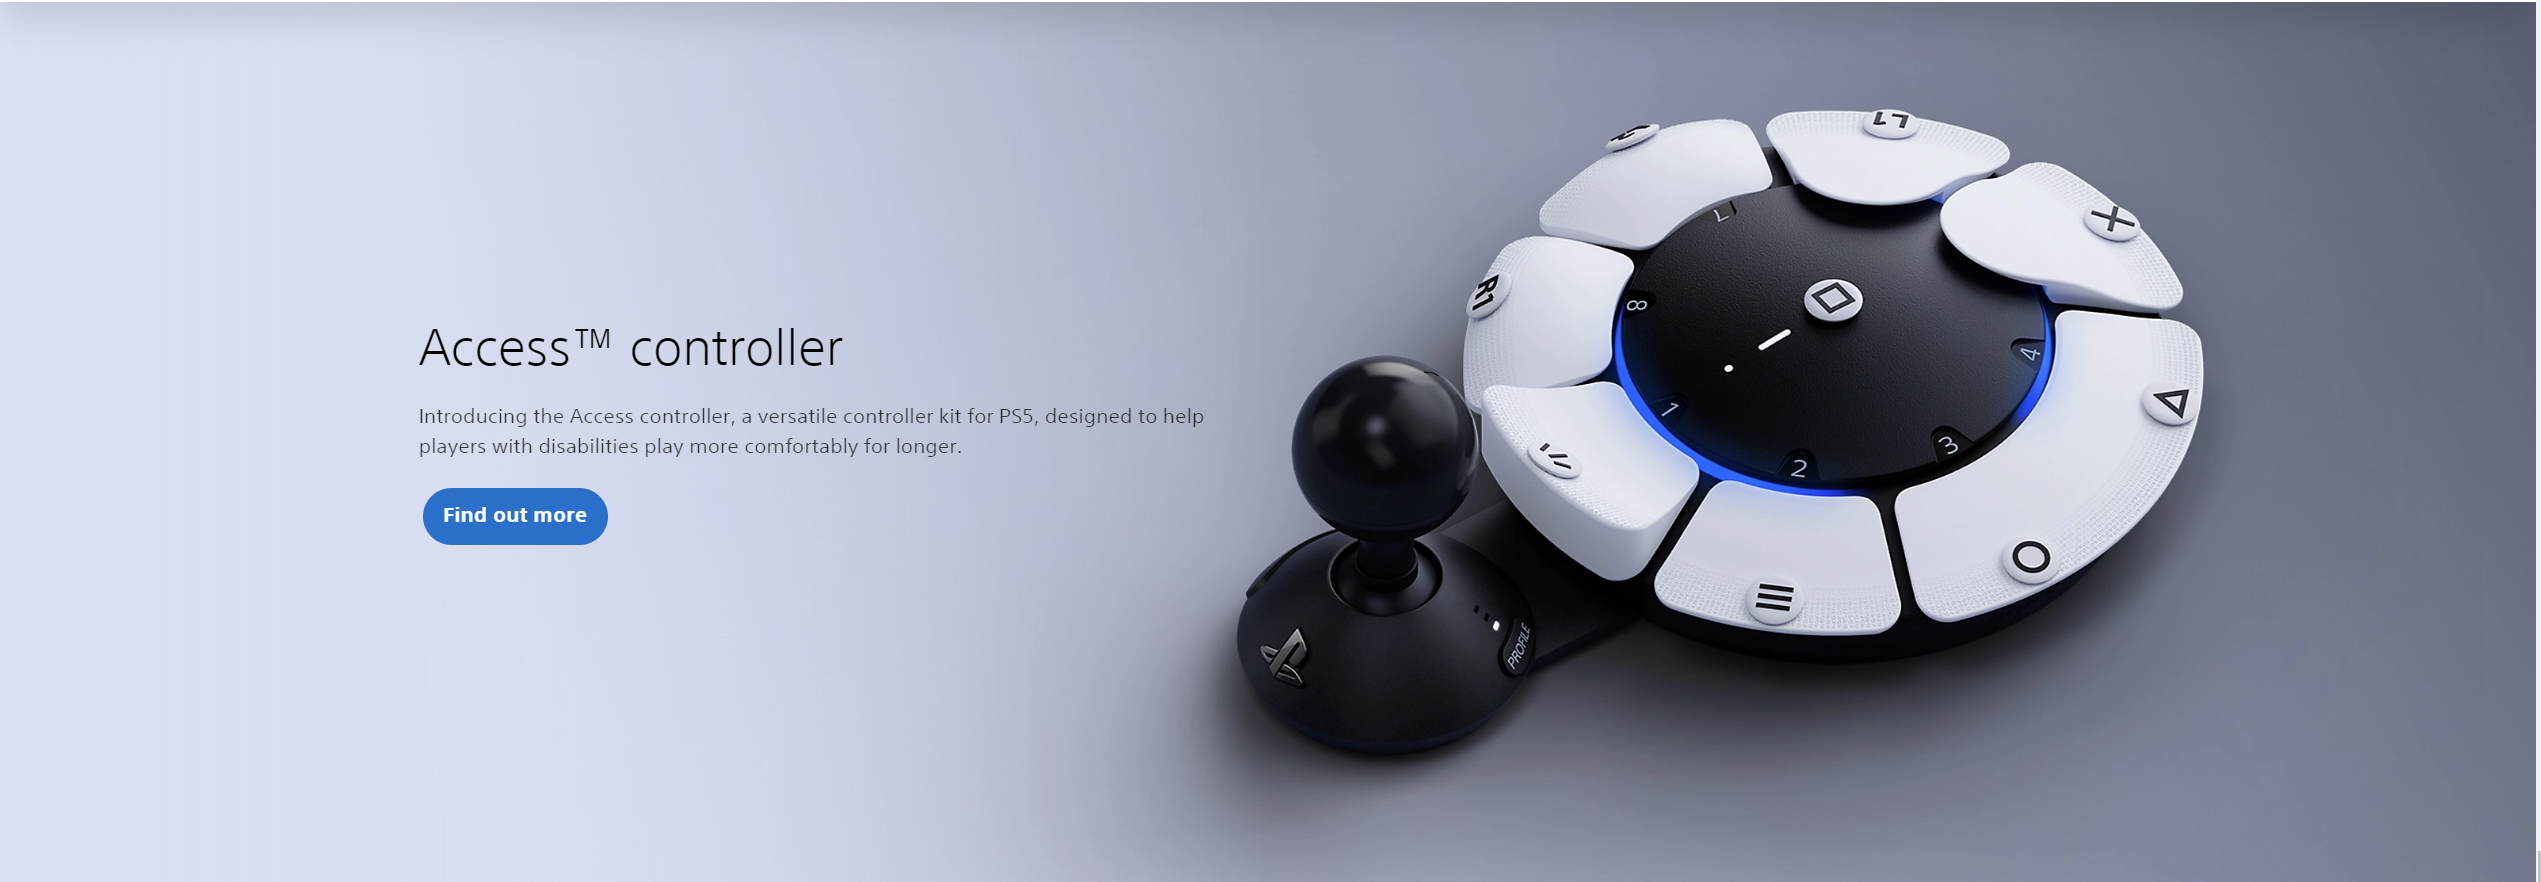 Access™ controller
Introducing the Access controller, a versatile controller kit for PS5, designed to help
players with disabilities play more comfortably for longer.
Find out more
L1
R1
7
8
1
2
3
4
PROFILE